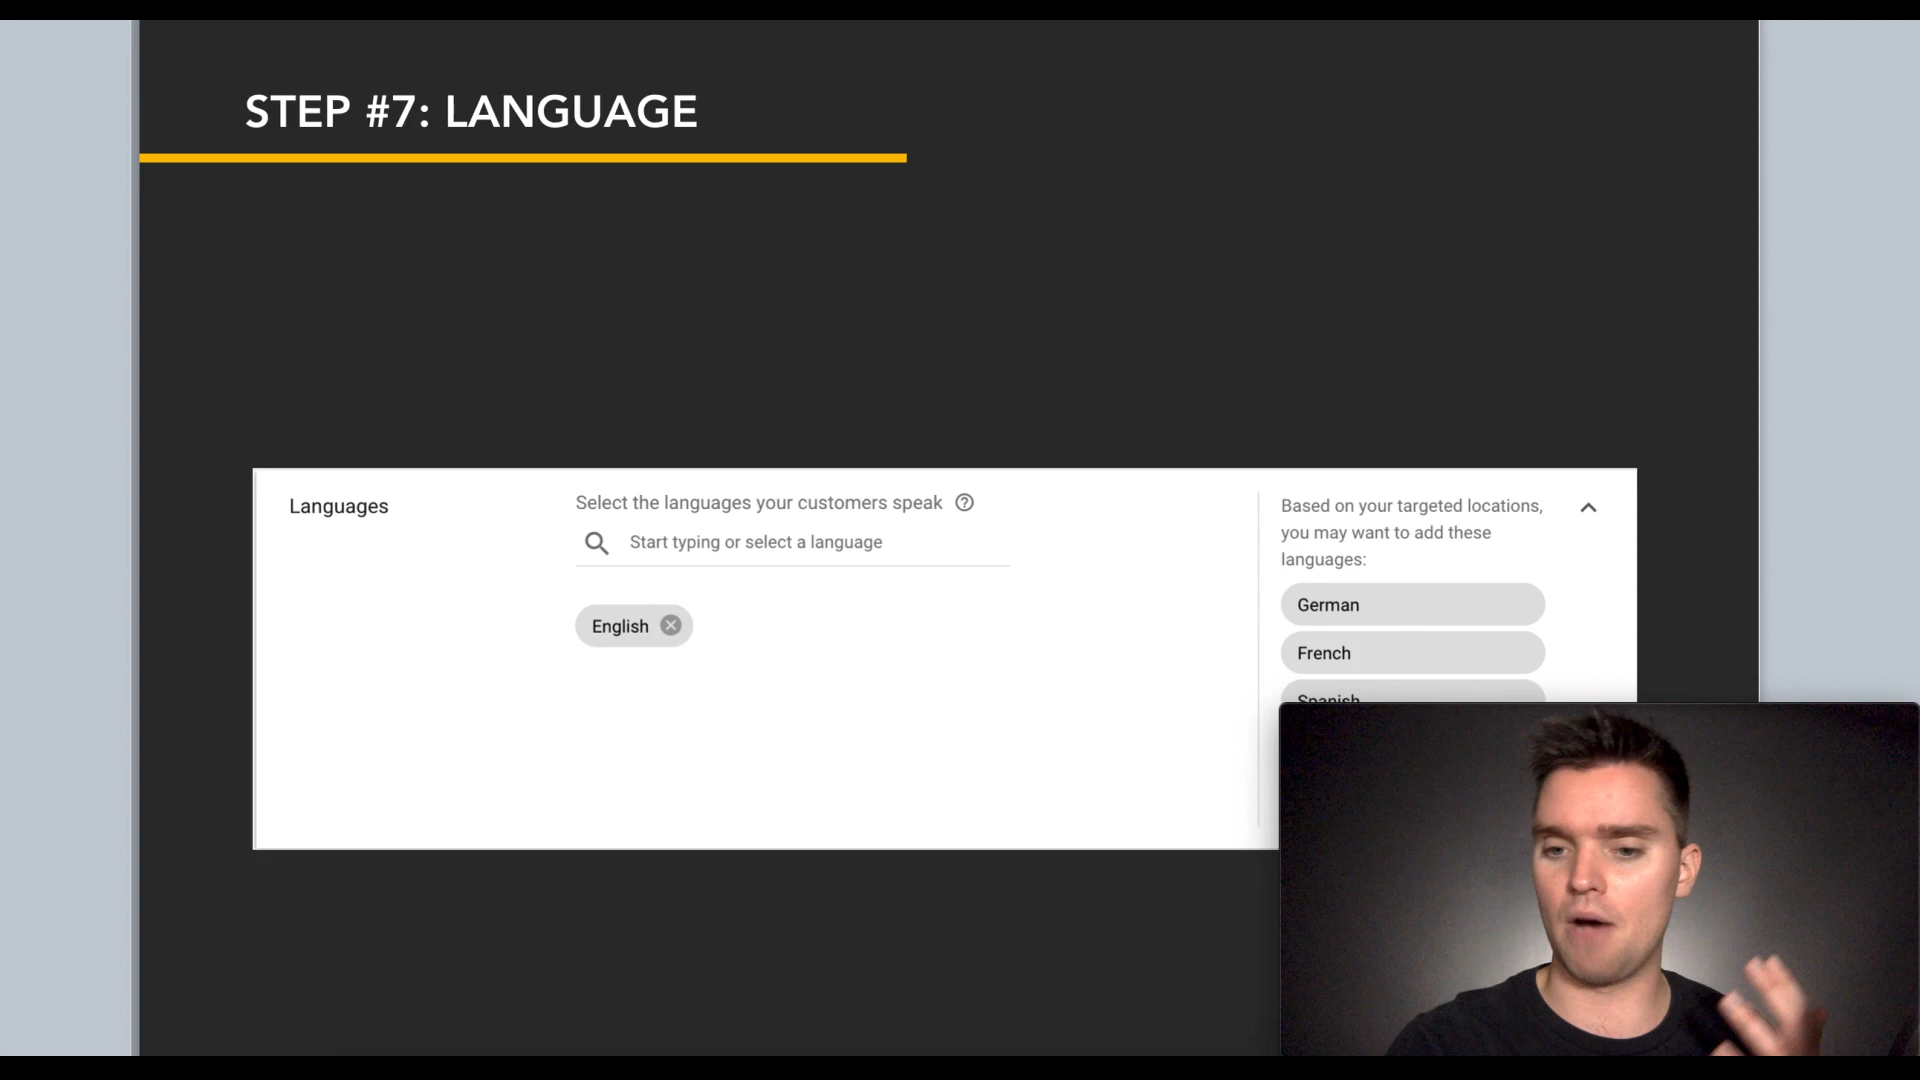 STEP #7: LANGUAGE
Languages
Select the languages your customers speak
Start typing or select a language
English
Based on your targeted locations,
you may want to add these
languages:
German
French
Spanish